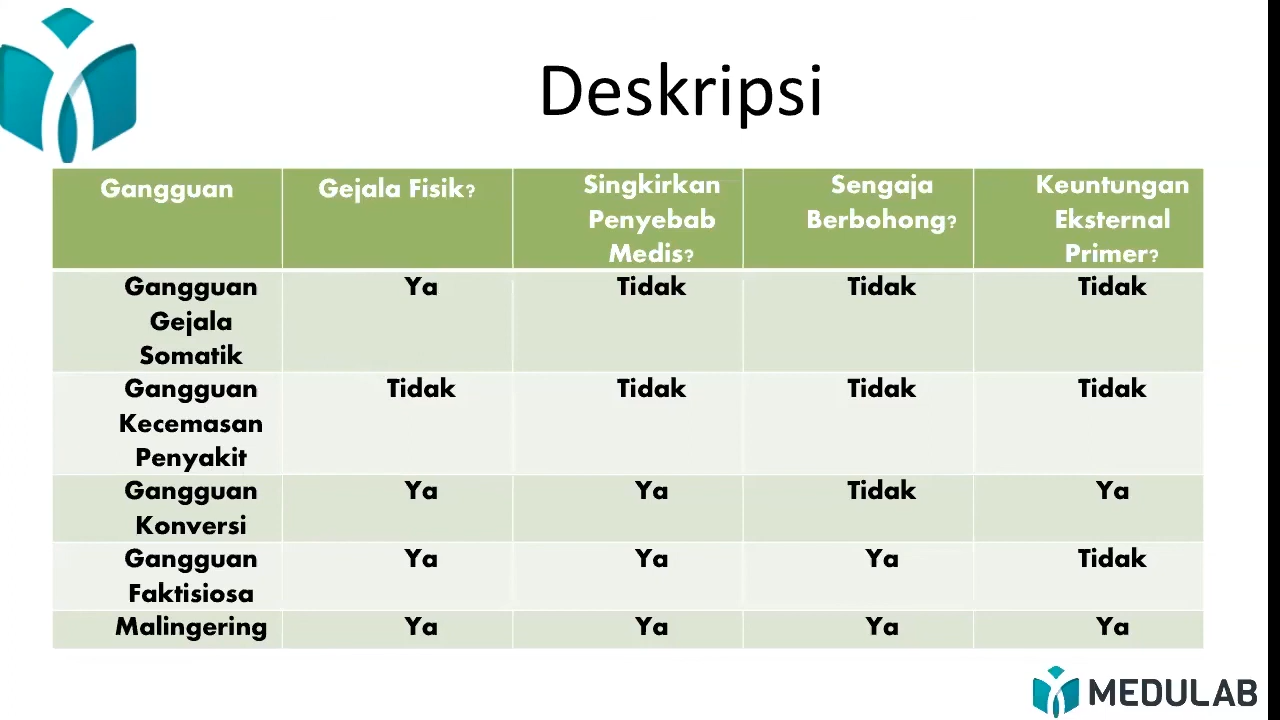 Deskripsi
Gangguan
Gejala Fisik?
Singkirkan
Penyebab
Medis?
Sengaja
Berbohong?
Keuntungan
Eksternal
Primer?
Gangguan
Gejala
Somatik
Ya
Tidak
Tidak
Tidak
Gangguan
Kecemasan
Penyakit
Tidak
Tidak
Tidak
Tidak
Gangguan
Konversi
Ya
Ya
Tidak
Ya
Gangguan
Faktisiosa
Ya
Ya
Ya
Tidak
Malingering
Ya
Ya
Ya
Ya
MEDULAB